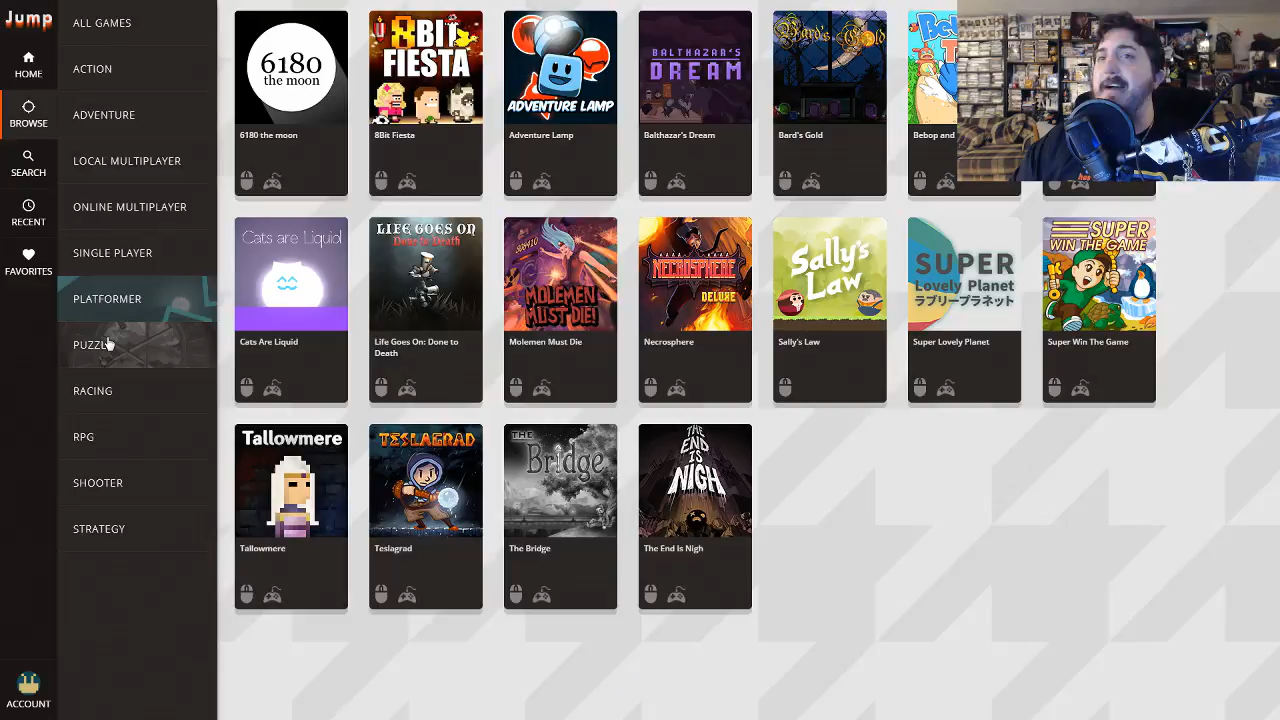 Jump
HOME
BROWSE
SEARCH
RECENT
FAVORITES
ACCOUNT
ALL GAMES
ACTION
ADVENTURE
LOCAL MULTIPLAYER
ONLINE MULTIPLAYER
SINGLE PLAYER
PLATFORMER
PUZZL
RACING
RPG
SHOOTER
STRATEGY
6180
the moon
6180 the moon
8BIT
FIESTA
8Bit Fiesta
ADVENTURE LAMP
Adventure Lamp
BALTHAZAR'S
DREAM
Balthazar's Dream
Bard's Gold
Bard's Gold
Be
T
Bebop and
Cats are Liquid
Cats Are Liquid
LIFE GOES ON
Done to Death
Life Goes On: Done to
Death
MOLEMEN
MUST DIE!
Molemen Must Die
NECROSPHERE
DELUXE
Necrosphere
Sally's
Law
Sally's Law
SUPER
Lovely Planet
ラブリープラネット
Super Lovely Planet
SUPER
WIN THE GAME
Super Win The Game
Tallowmere
Tallowmere
TESLAGRAD
Teslagrad
THE
Bridge
The Bridge
THE
END
IS
NIGH
The End Is Nigh